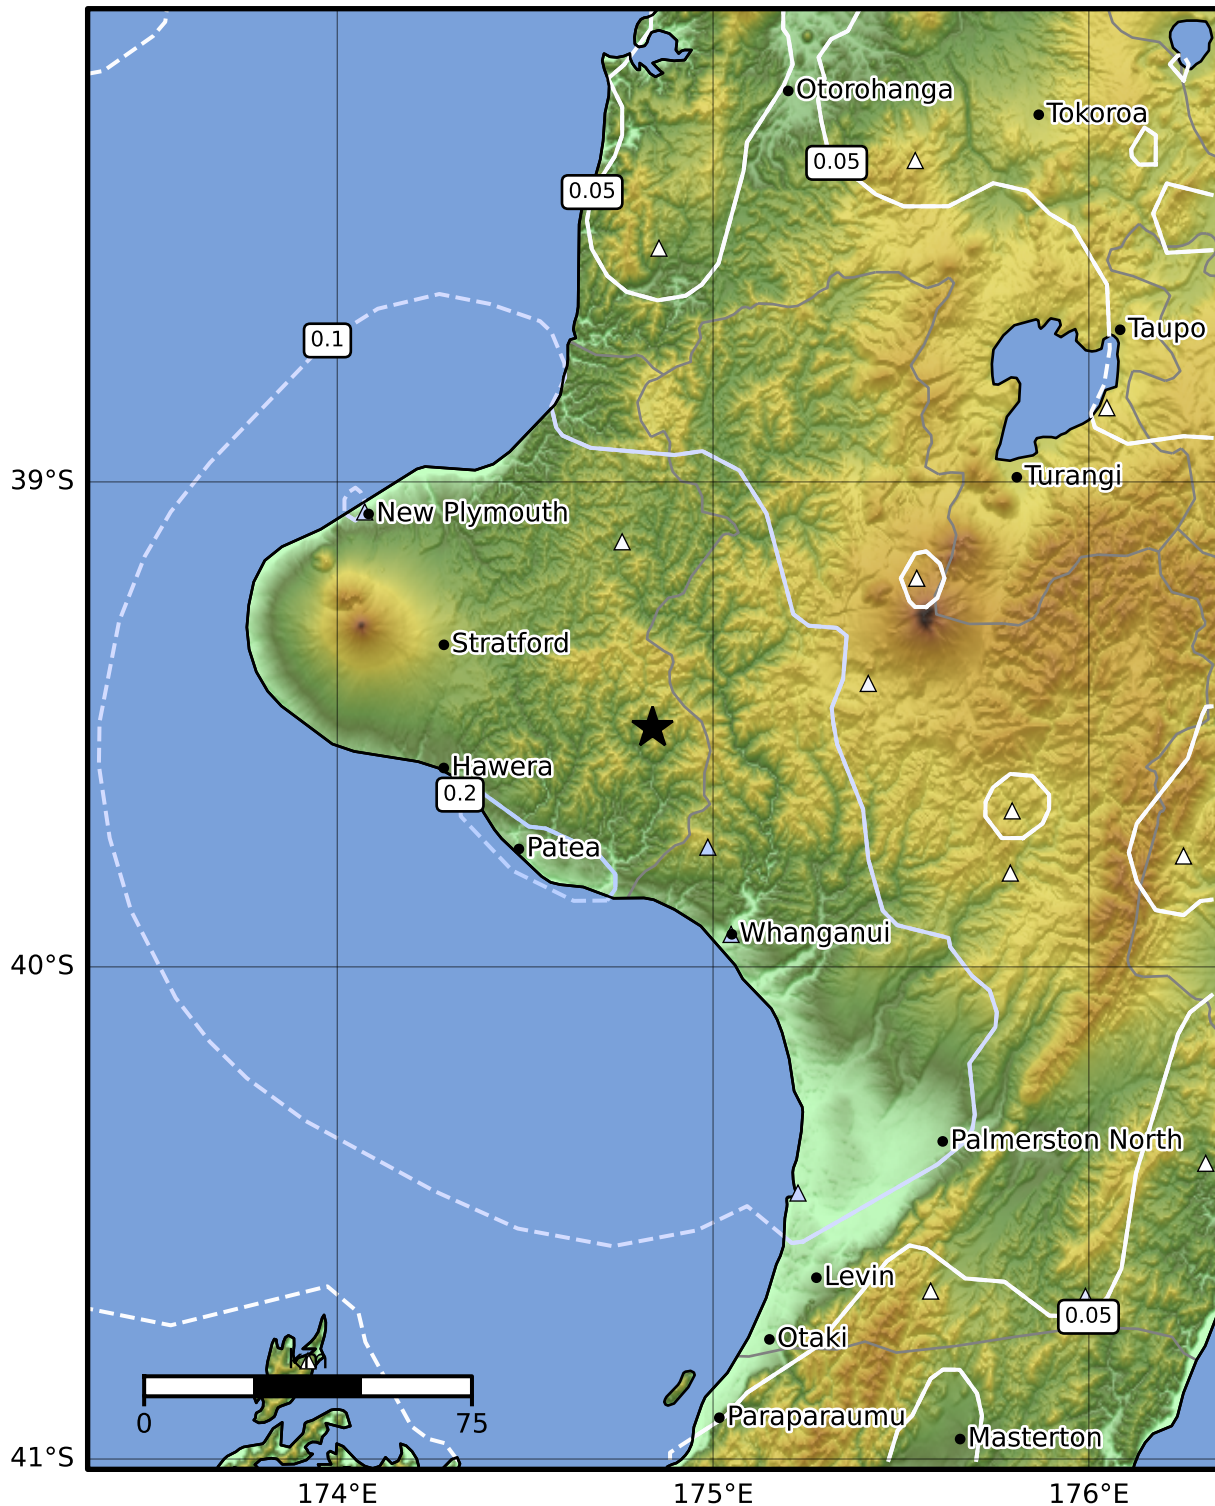 Otorohanga
Tokoroa
0.05
0.05
Taupo
0.1
39°S
Turangi
New Plymouth
Stratford
Hawera
0.2
Patea
Whanganui
40°S
Palmerston North
Levin
0.05
Otaki
0
75
Paraparaumu
Masterton
41°S
174°E
175°E
176°E